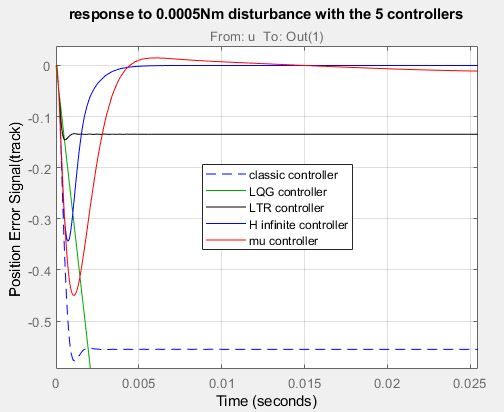 response to 0.0005Nm disturbance with the 5 controllers
From: u To: Out(1)
Position Error Signal(track)
0
-0.1
-0.2
-0.3
-0.4
-0.5
classic controller
LQG controller
LTR controller
H infinite controller
mu controller
0
0.005
0.01
0.015
0.02
0.025
Time (seconds)